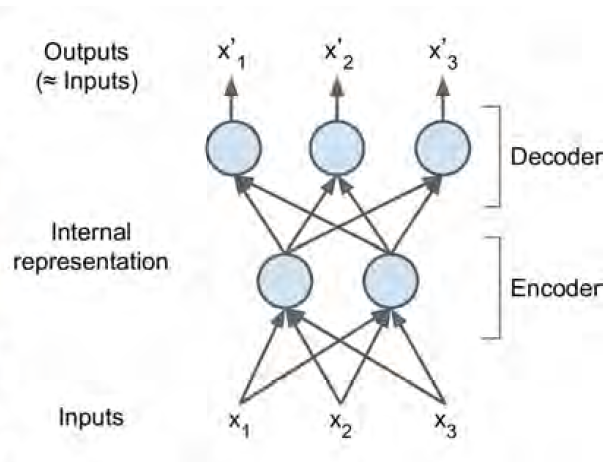 Outputs x'1 x'2 x'3
(≈ Inputs)
Decoder
Internal
representation
Encoder
Inputs x1 x2 x3